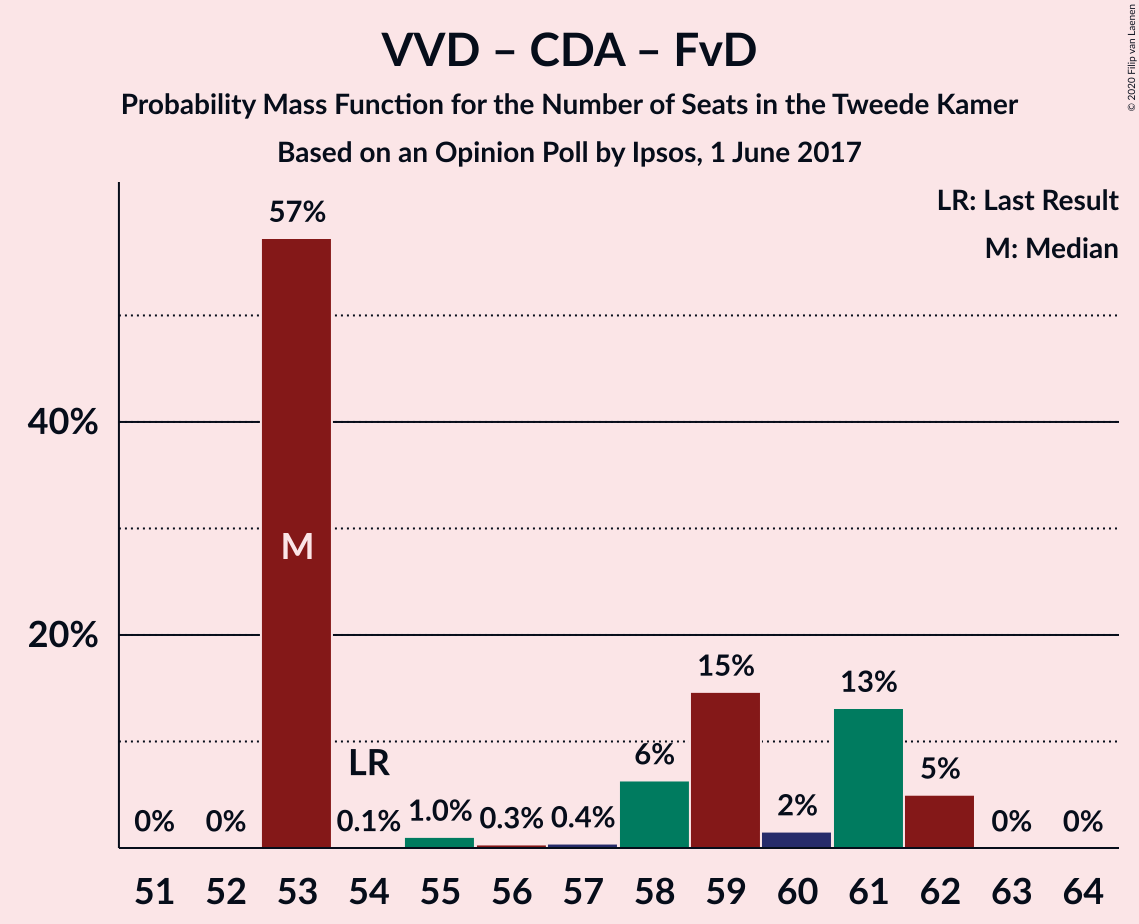 VVD – CDA – FvD
Probability Mass Function for the Number of Seats in the Tweede Kamer
Based on an Opinion Poll by Ipsos, 1 June 2017
© 2020 Filip van Laenen
LR: Last Result
M: Median
57%
40%
M
20%
15%
13%
6%
LR
5%
2%
0% 0% 0.1% 1.0% 0.3% 0.4% 0% 0%
51 52 53 54 55 56 57 58 59 60 61 62 63 64